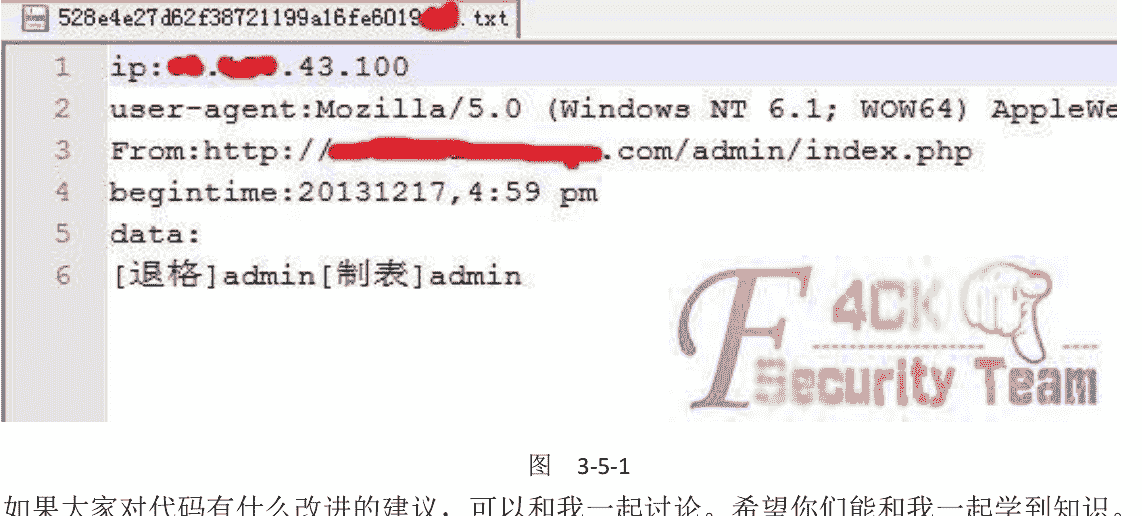 528e4e27d62f38721199a16fe6019 .txt
1 ip: . .43.100
2 user-agent:Mozilla/5.0 (Windows NT 6.1; WOW64) AppleWe
3 From:http:// .com/admin/index.php
4 begintime:20131217,4:59 pm
5 data:
6 [退格]admin[制表]admin
F4CK
Security Team
图 3-5-1
如果大家对代码有什么改进的建议，可以和我一起讨论。希望你们能和我一起学到知识。